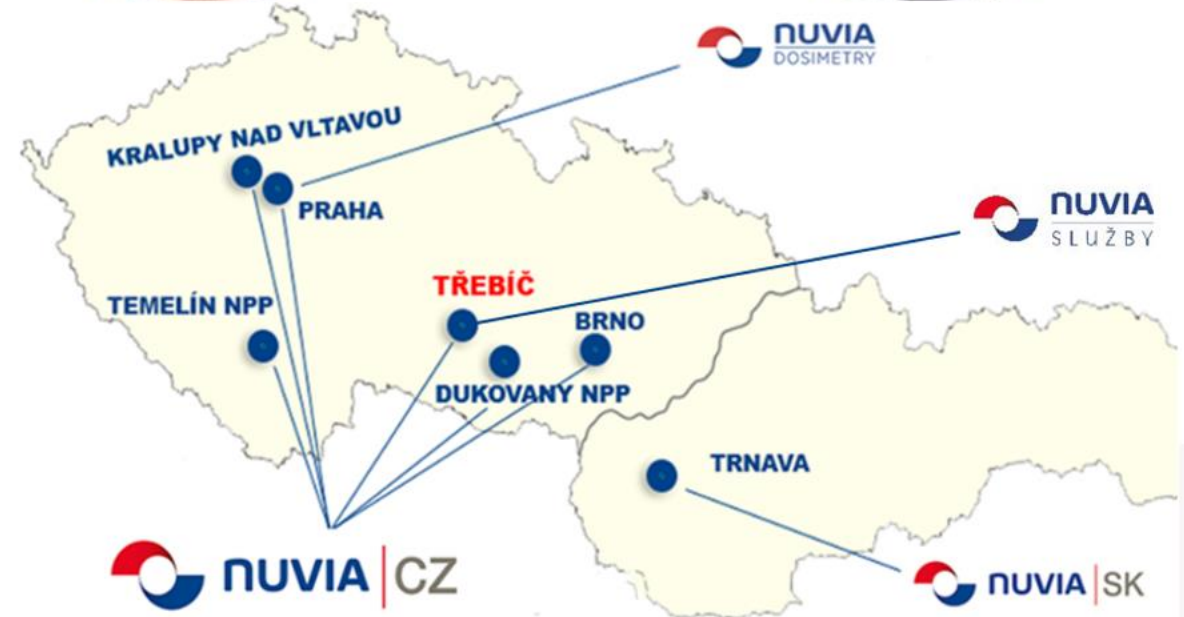 NUVIA
DOSIMETRY
KRALUPY NAD VLTAVOU
PRAHA
NUVIA
SLUŽBY
TŘEBÍČ
TEMELÍN NPP
BRNO
DUKOVANY NPP
TRNAVA
NUVIA | CZ
NUVIA | SK